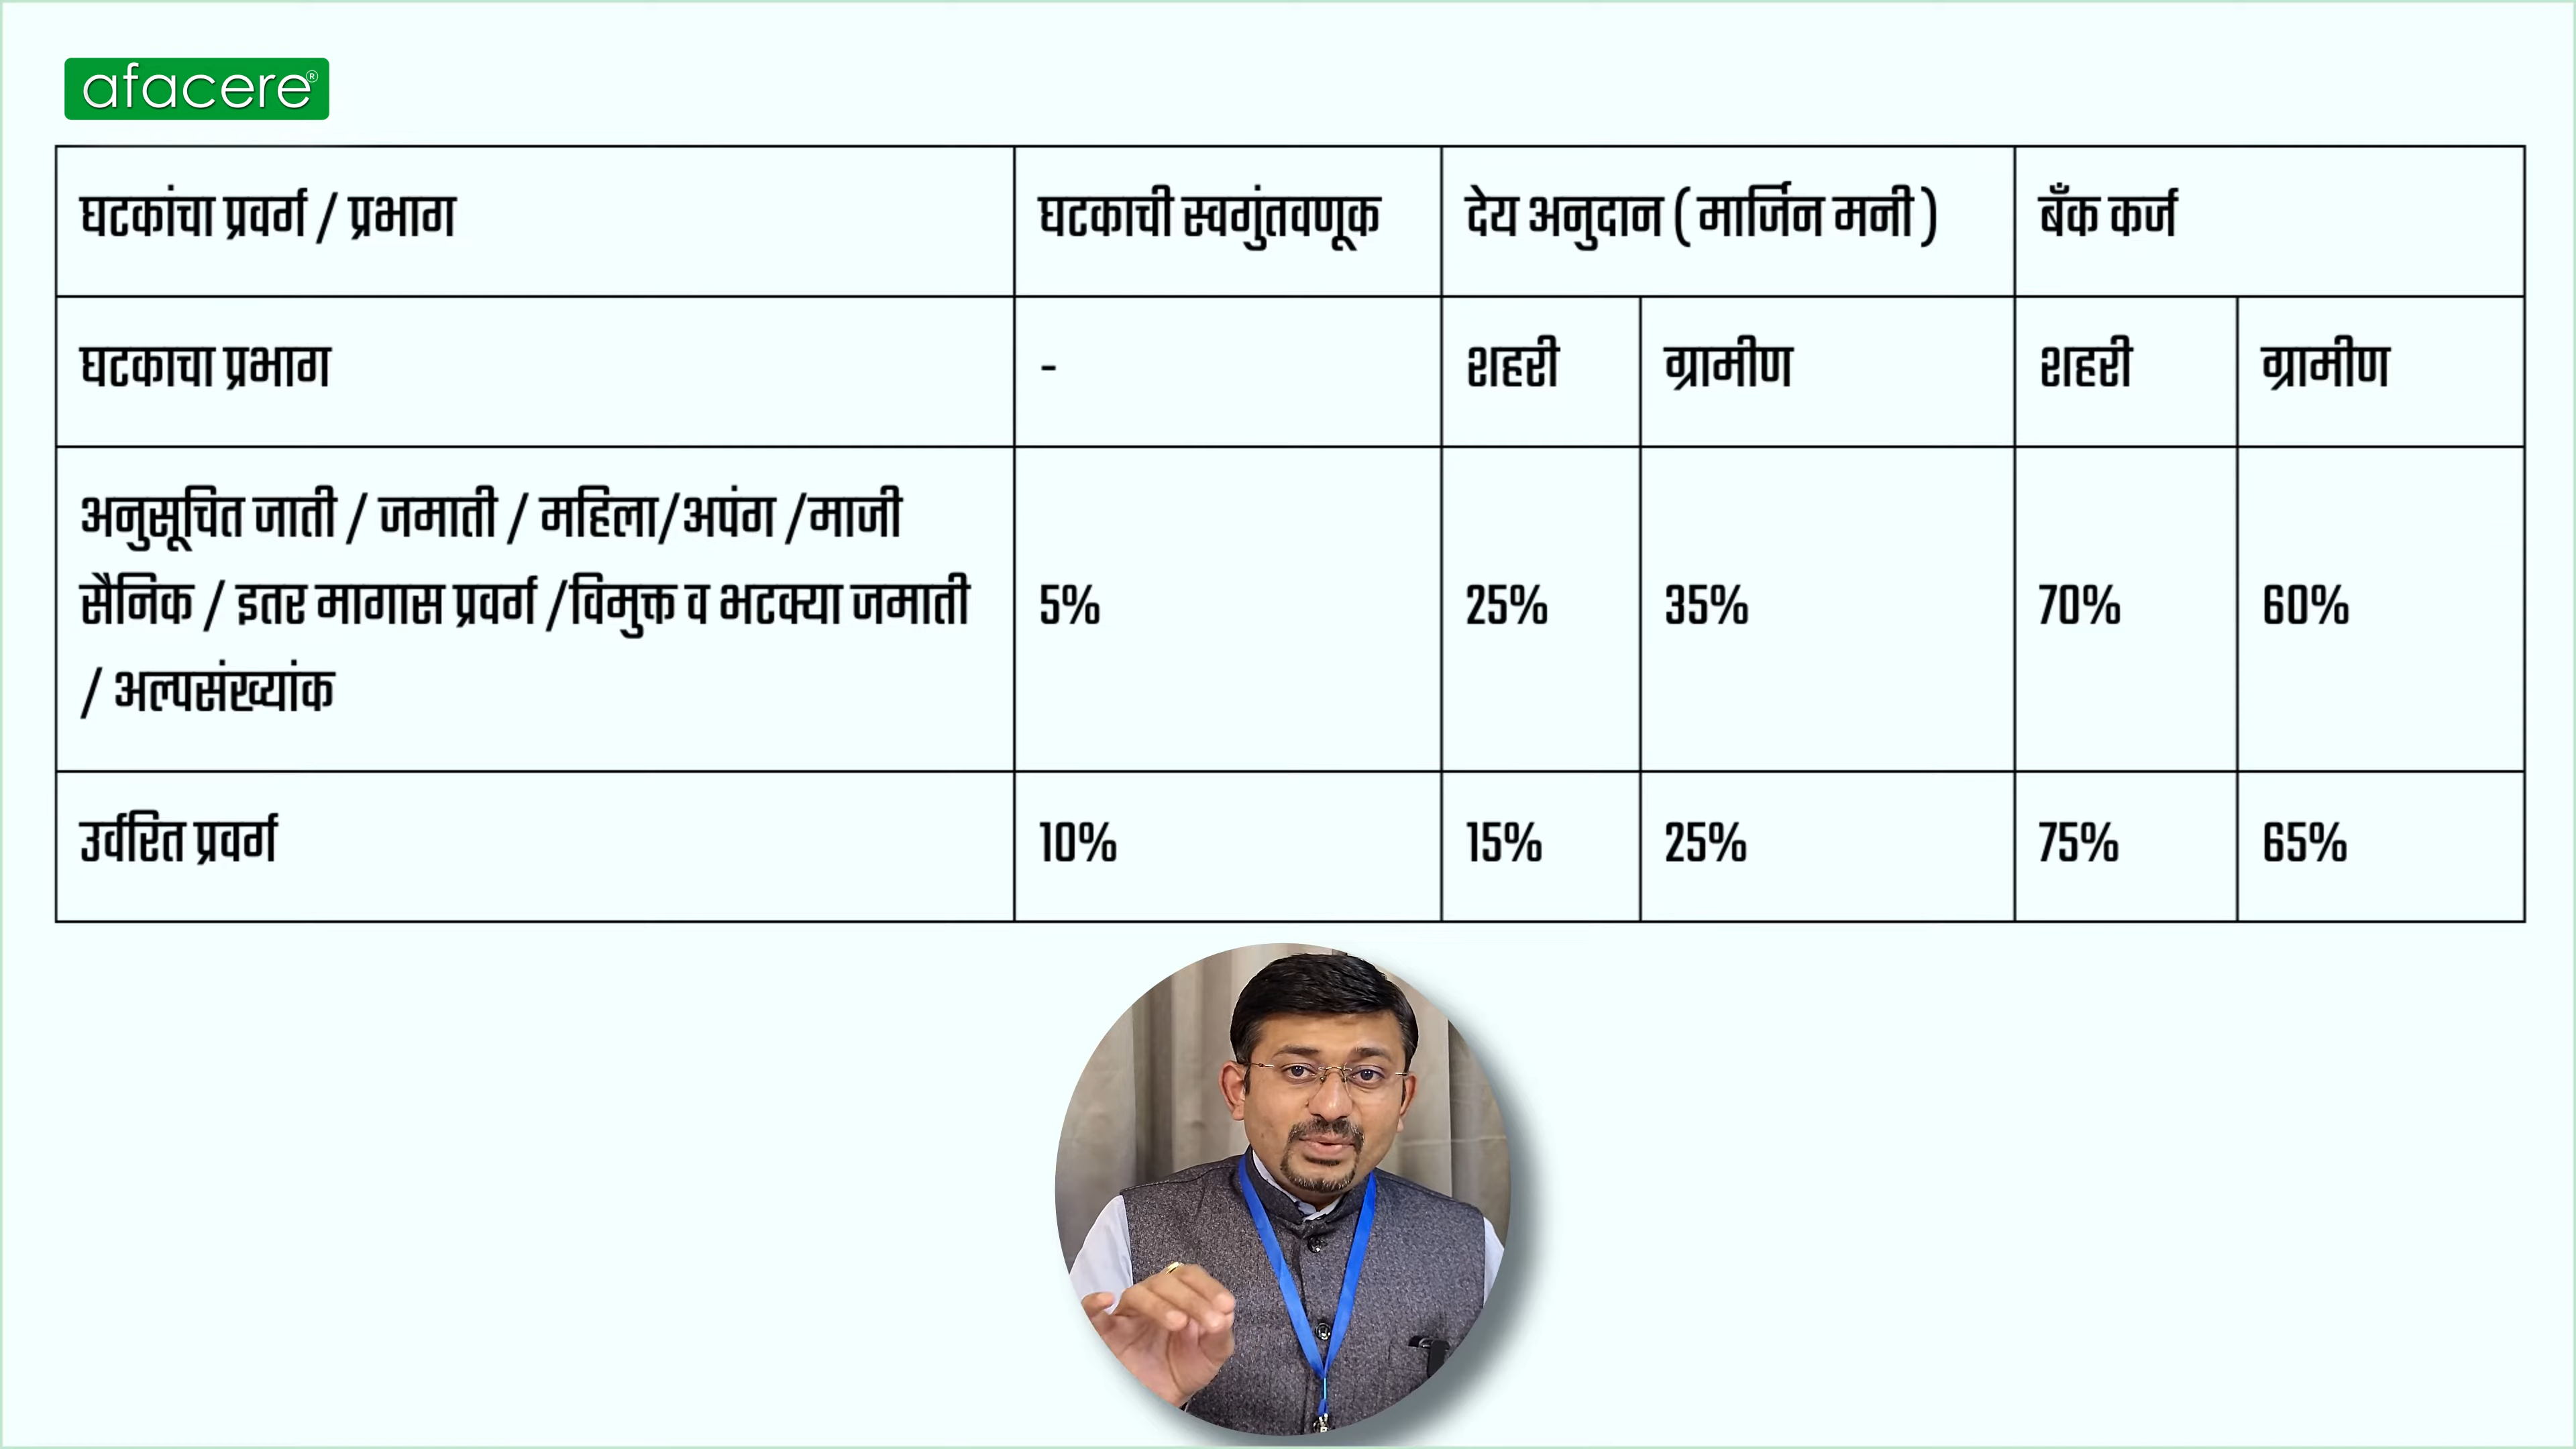 afacere®
घटकांचा प्रवर्ग / प्रभाग
घटकाची स्वगुंतवणूक
देय अनुदान ( मार्जिन मनी )
बँक कर्ज
घटकाचा प्रभाग
-
शहरी
ग्रामीण
शहरी
ग्रामीण
अनुसूचित जाती / जमाती / महिला/अपंग /माजी
सैनिक / इतर मागास प्रवर्ग /विमुक्त व भटक्या जमाती
/ अल्पसंख्यांक
5%
25%
35%
70%
60%
उर्वरित प्रवर्ग
10%
15%
25%
75%
65%